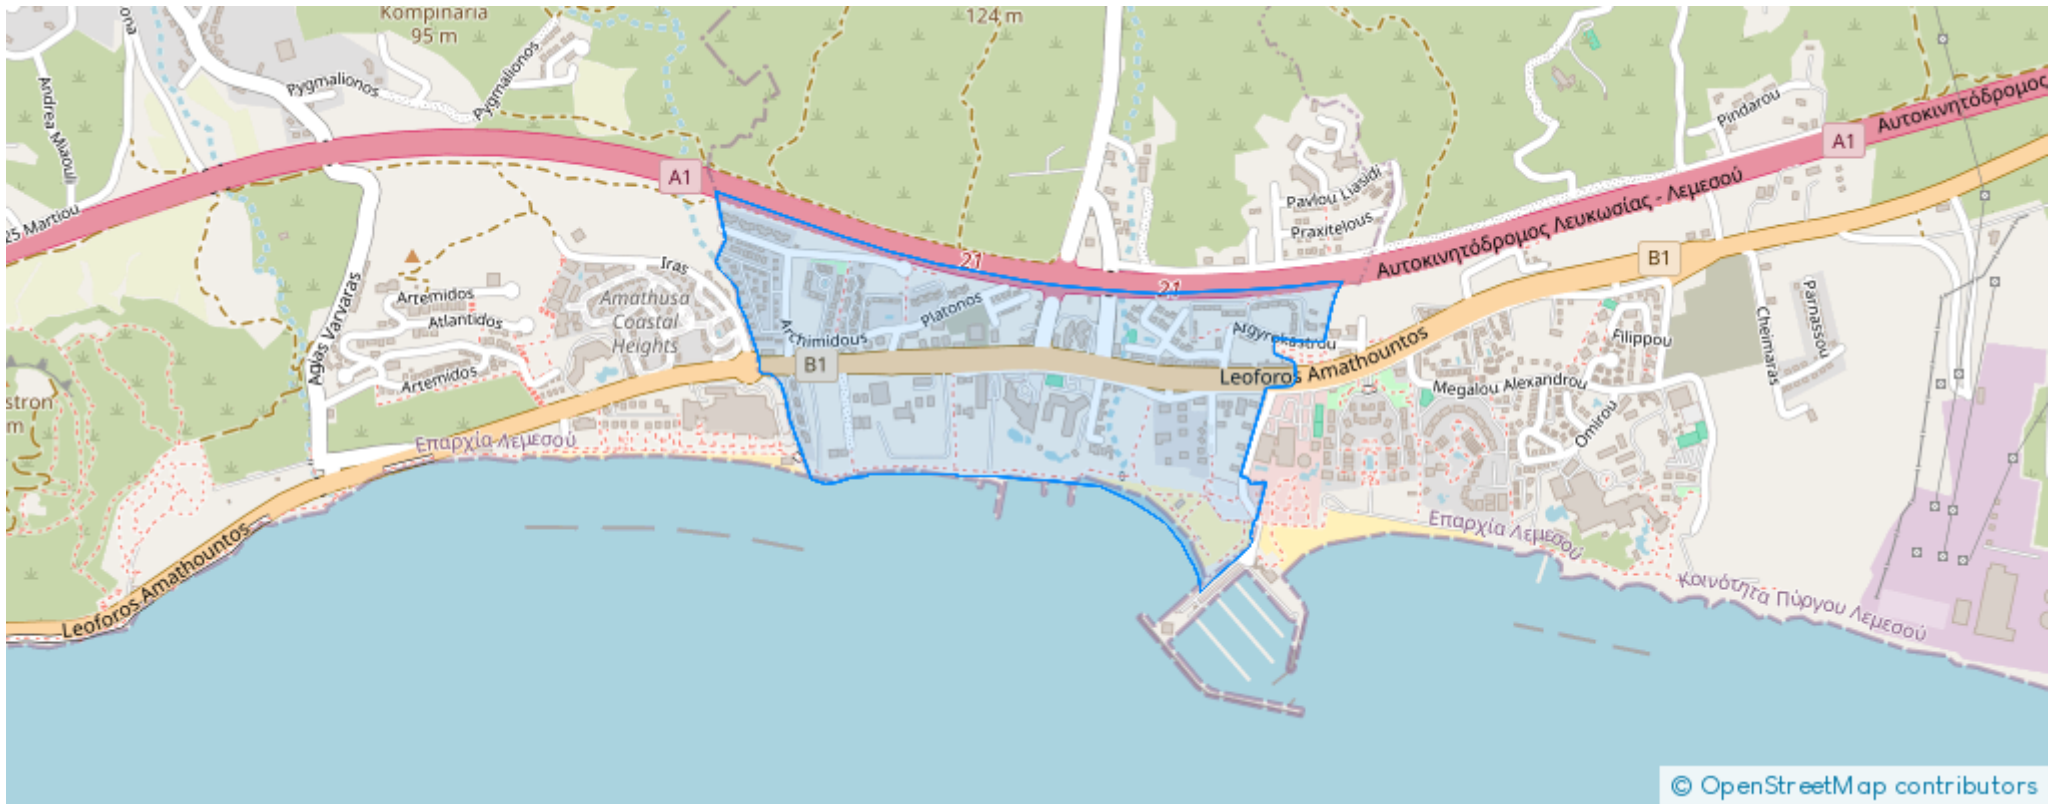 Kompinaria
95 m
124 m
ona
Pygmalionos
Pygmalionos
Andrea Miaouli
25 Martiou
A1
Pindarou
Αυτοκινητόδρομος
A1
Pavlou Liasidi
Praxitelous
Αυτοκινητόδρομος Λευκωσίας - Λεμεσού
B1
21
21
Iras
Artemidos
Atlantidos
Artemidos
Amathusa
Coastal
Heights
Agias Varvaras
Platonos
Archimidous
B1
Argyrokastrou
Leoforos Amathountos
Filippou
Megalou Alexandrou
Omirou
Cheimaras
Parnassou
stron
m
Επαρχία Λεμεσού
Leoforos Amathountos
Επαρχία Λεμεσού
Κοινότητα Πύργου Λεμεσού
© OpenStreetMap contributors